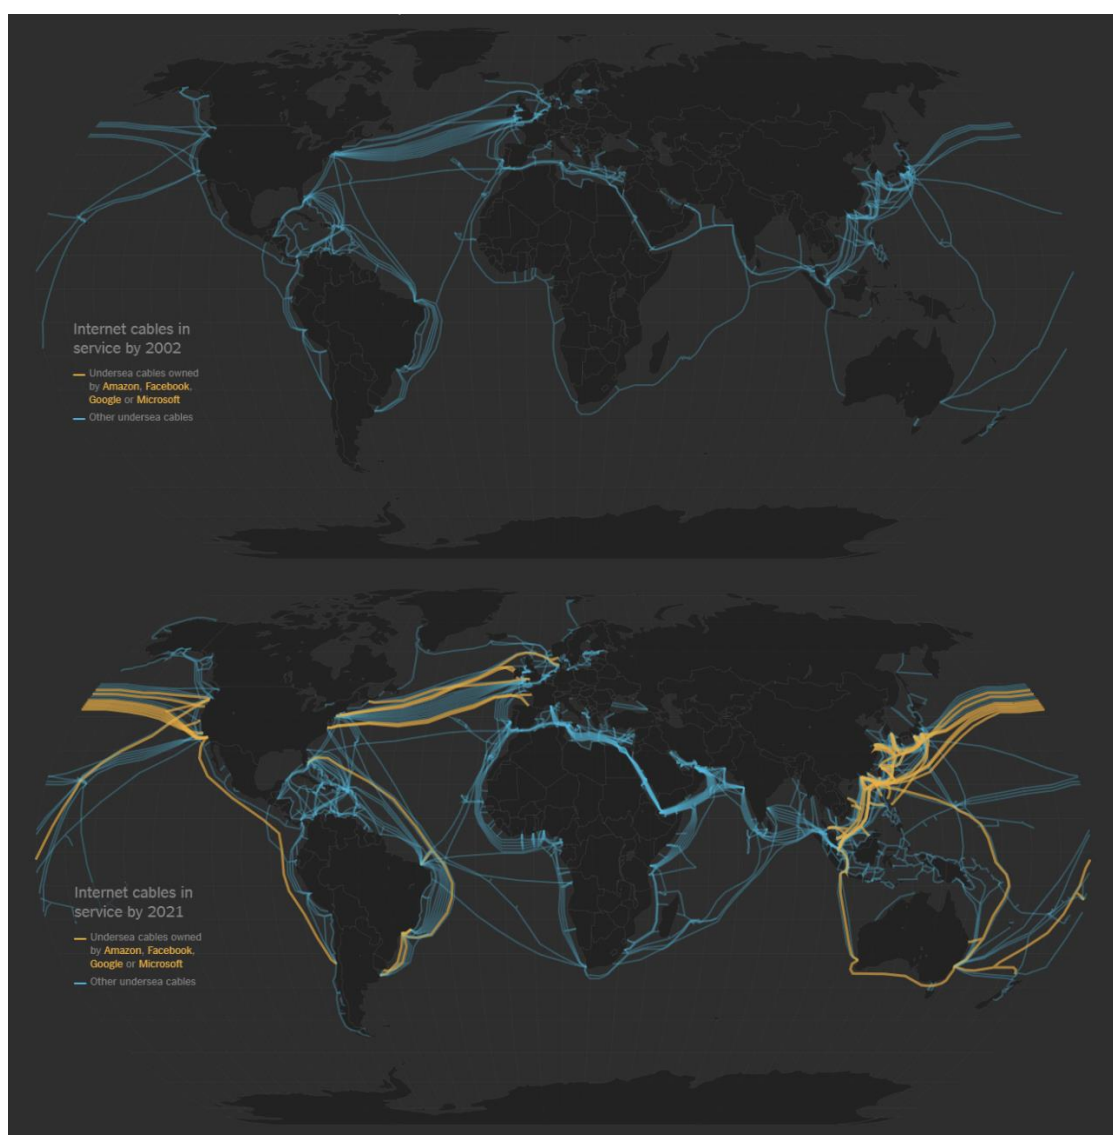 Internet cables in
service by 2002
Undersea cables owned
by Amazon, Facebook,
Google or Microsoft
Other undersea cables
Internet cables in
service by 2021
Undersea cables owned
by Amazon, Facebook,
Google or Microsoft
Other undersea cables